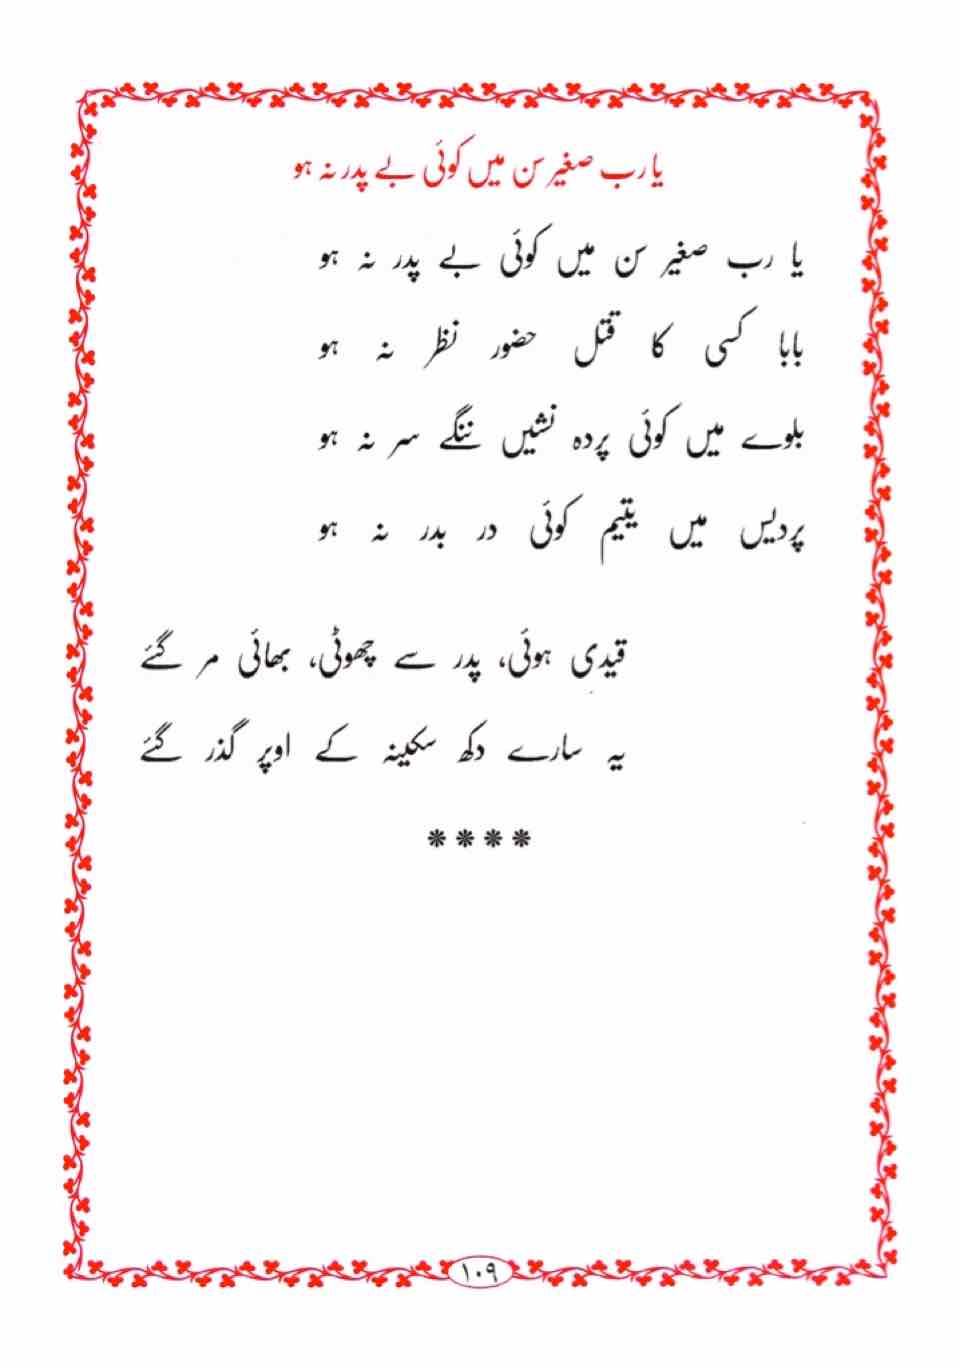 یا رب صغیر سن میں کوئی بے پدر نہ ہو
یا رب صغیر سن میں کوئی بے پدر نہ ہو
بابا کسی کا قتل حضور نظر نہ ہو
بلوے میں کوئی پردہ نشیں ننگے سر نہ ہو
پردیس میں یتیم کوئی در بدر نہ ہو
قیدی ہوئی، پدر سے چھوٹی، بھائی مر گئے
یہ سارے دکھ سکینہ کے اوپر گذر گئے
****
۱۰۹